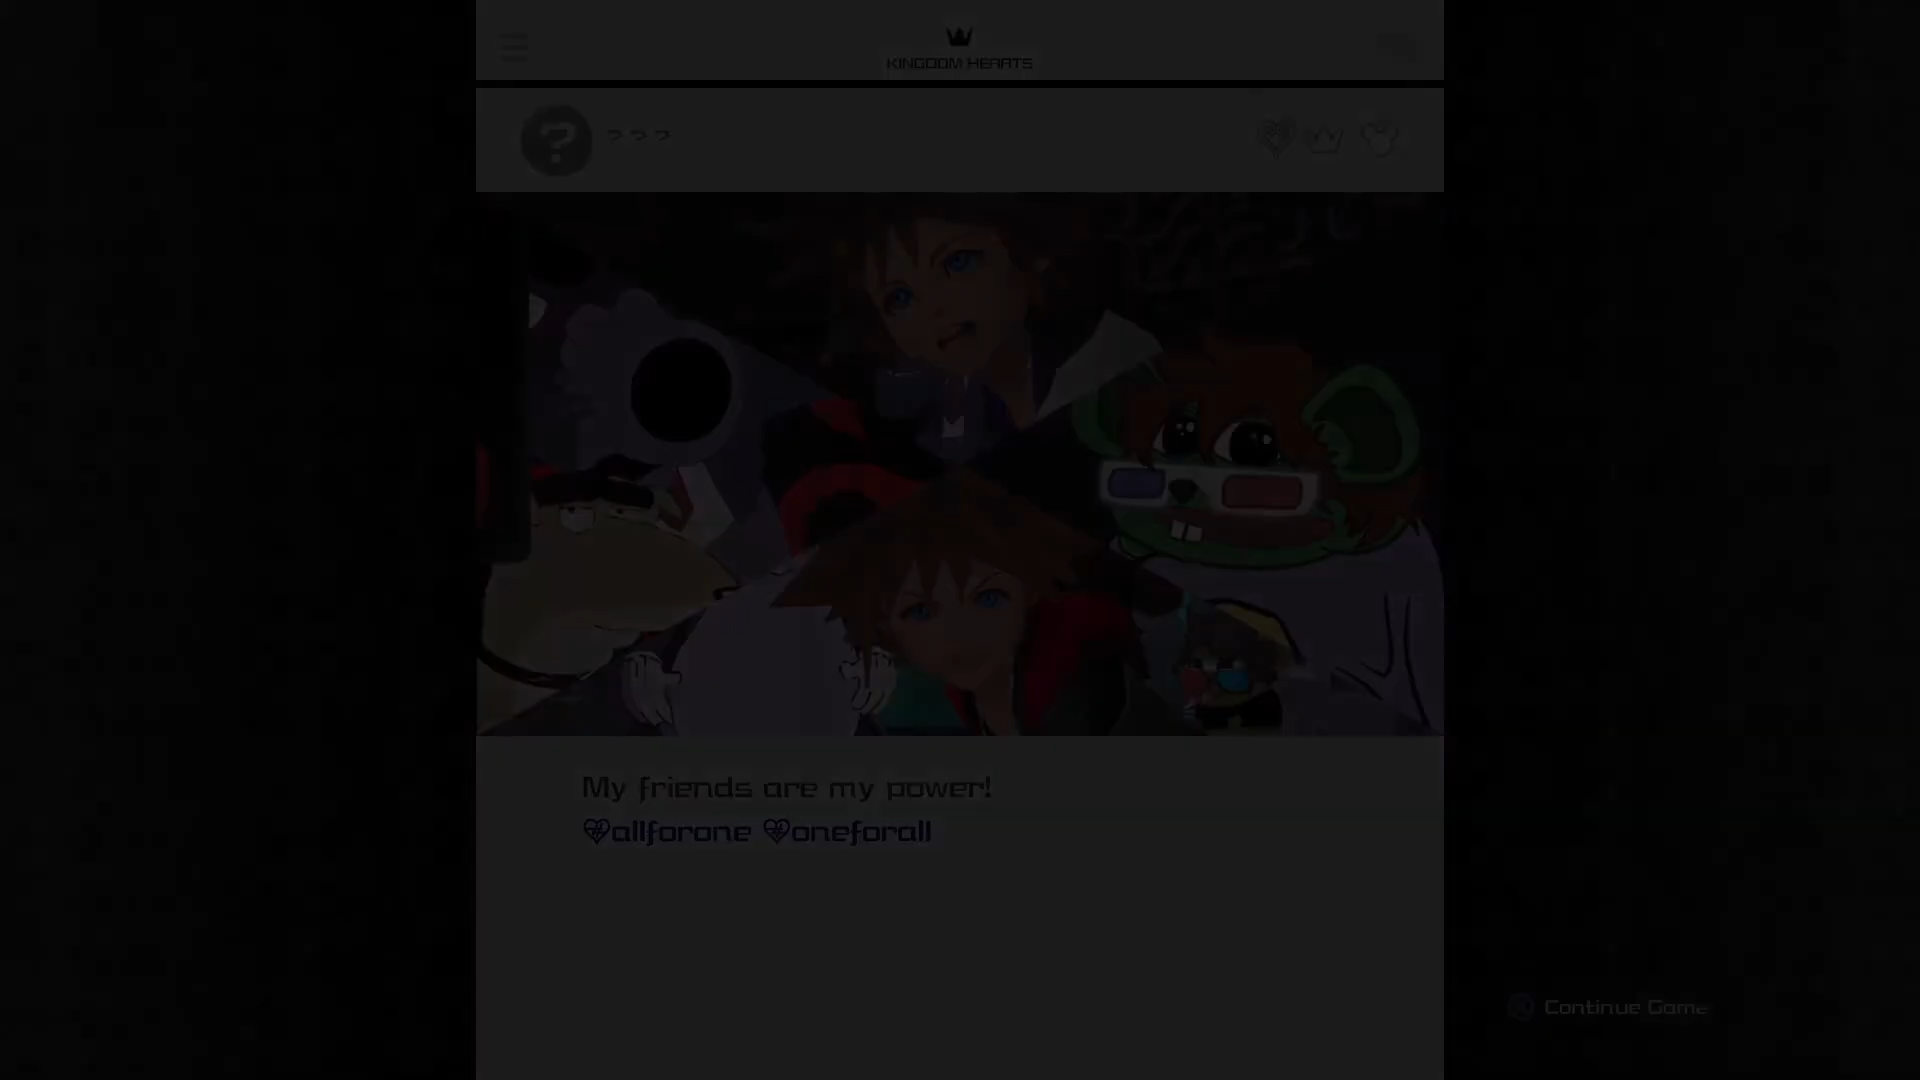 KINGDOM HEARTS
? ? ? ?
My friends are my power!
#allforone #oneforall
Continue Game